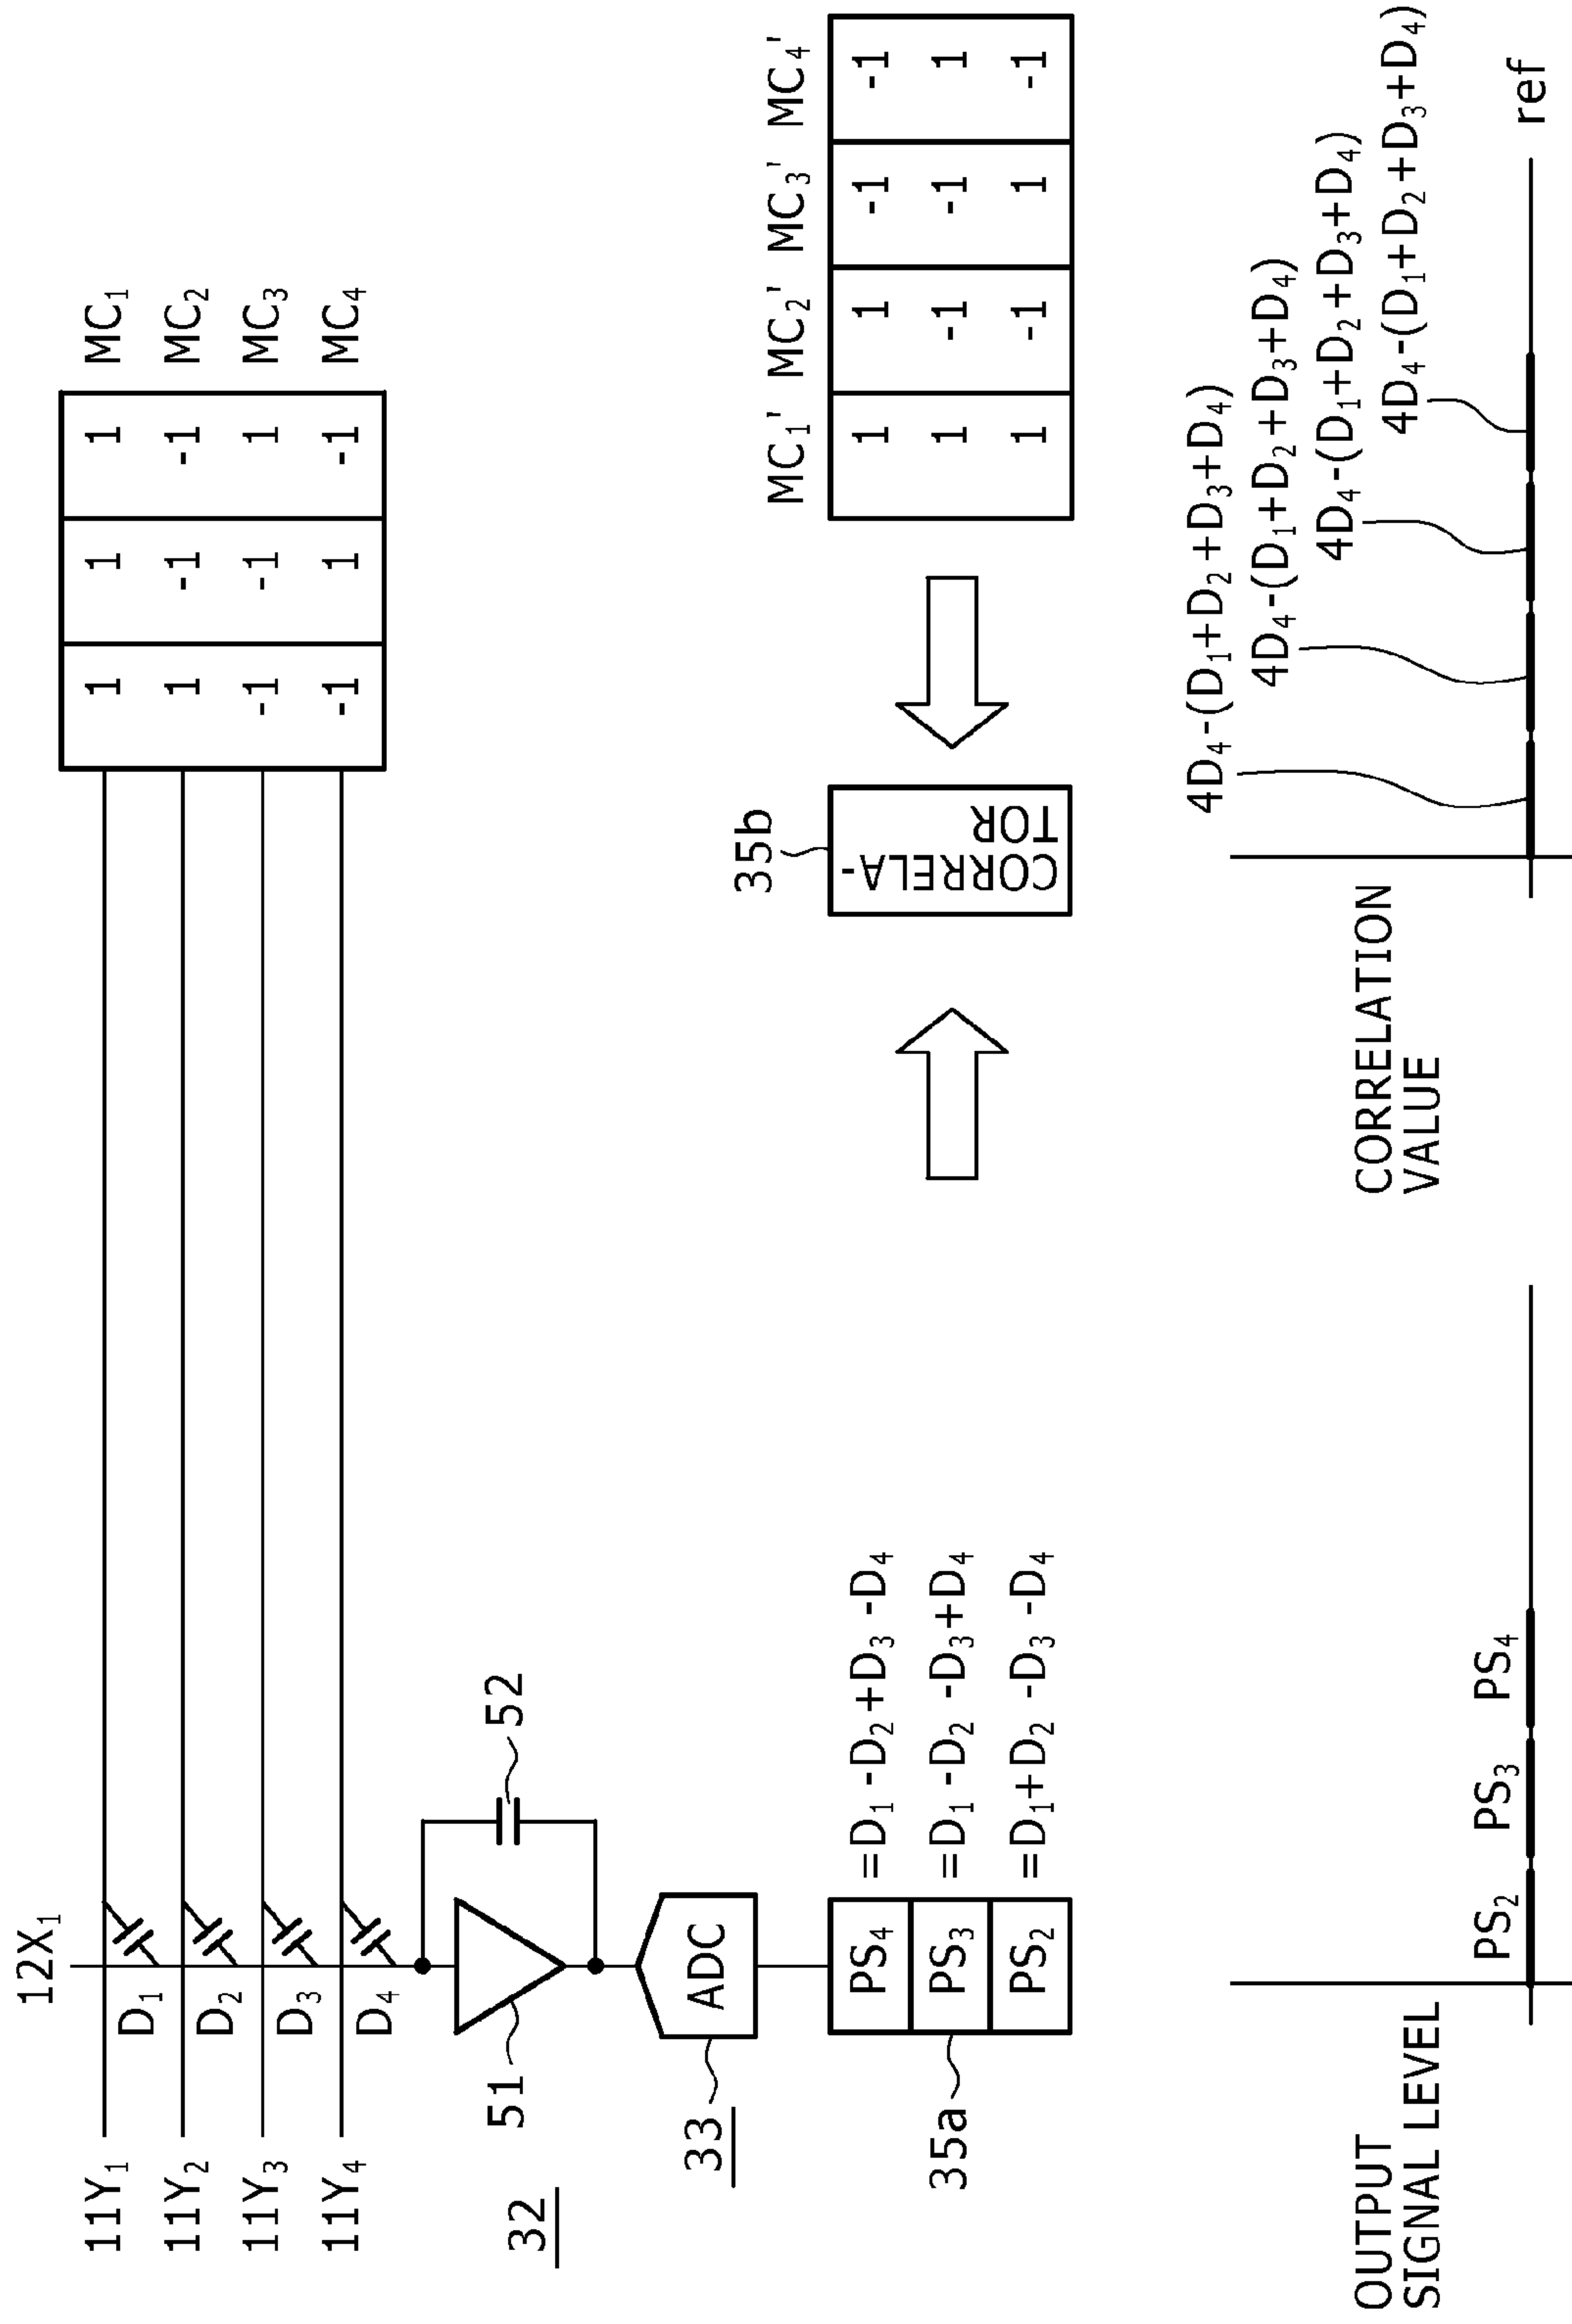 12X₁
11Y₁ 1 1 1 MC₁
D₁
11Y₂ 1 -1 -1 MC₂
D₂
11Y₃ -1 -1 1 MC₃
D₃
11Y₄ -1 1 -1 MC₄
D₄
32
51
52
33
ADC
35b
MC₁' MC₂' MC₃' MC₄'
35a
PS₄ =D₁-D₂+D₃-D₄
PS₃ =D₁-D₂-D₃+D₄
PS₂ =D₁+D₂-D₃-D₄
CORRELA-
TOR
1 1 -1 -1
1 -1 -1 1
1 -1 1 -1
OUTPUT
SIGNAL LEVEL
PS₂ PS₃ PS₄
CORRELATION
VALUE
4D₄-(D₁+D₂+D₃+D₄)
4D₄-(D₁+D₂+D₃+D₄)
4D₄-(D₁+D₂+D₃+D₄)
4D₄-(D₁+D₂+D₃+D₄)
ref